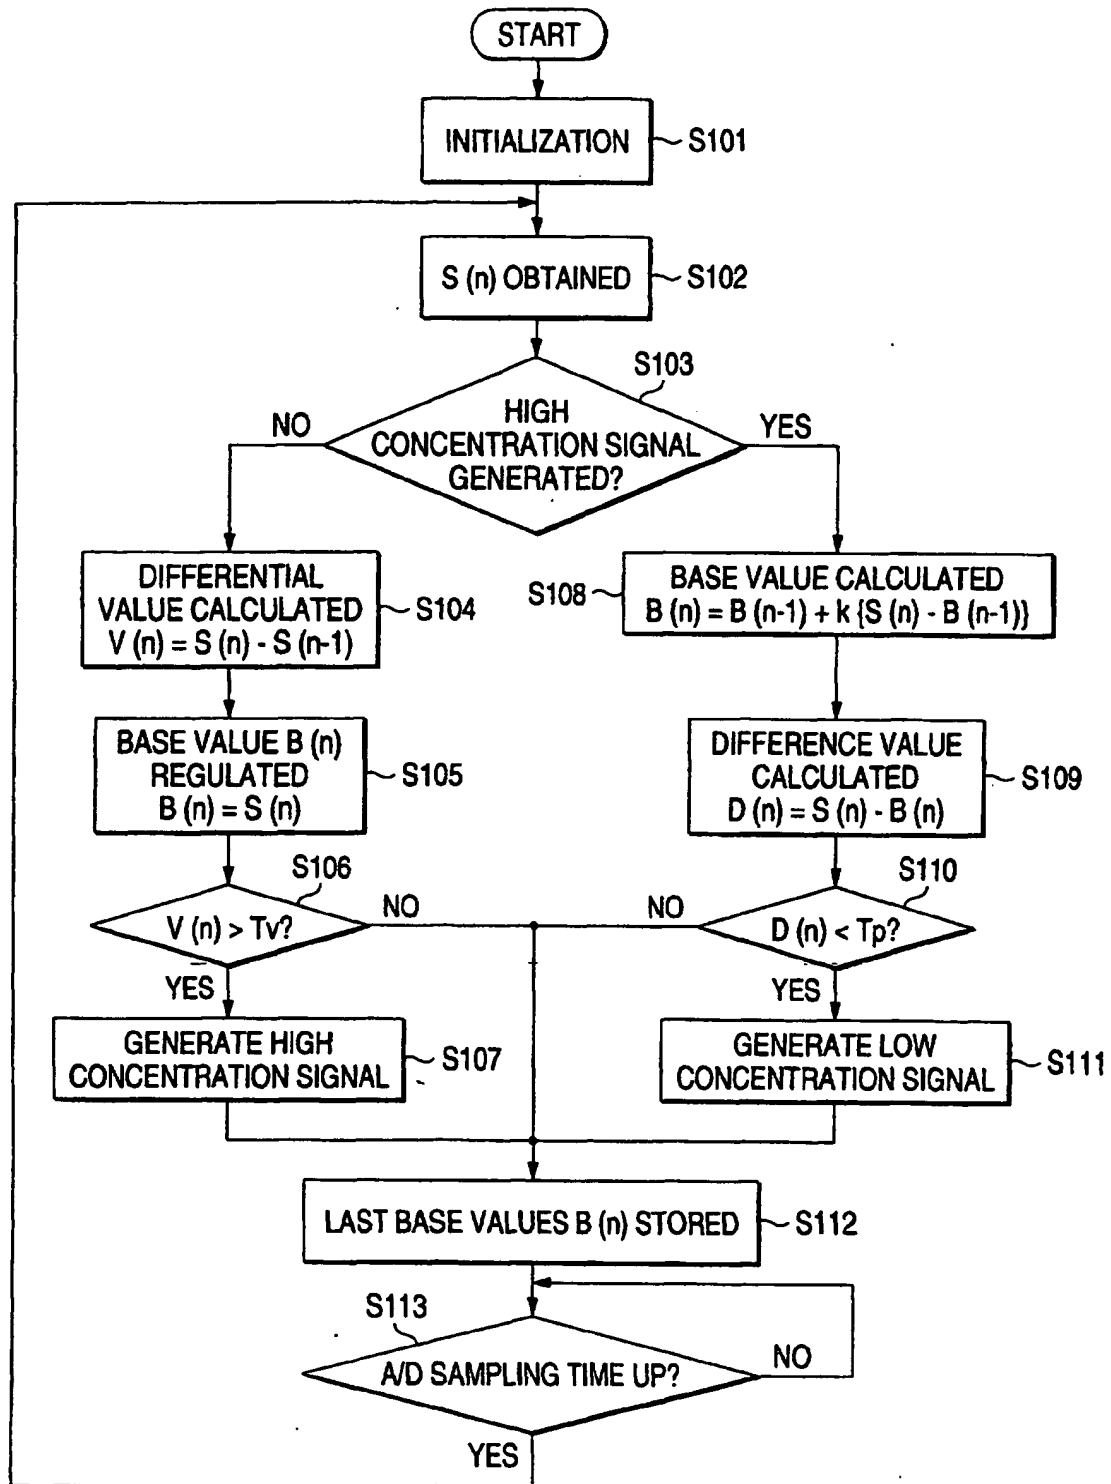 START
INITIALIZATION
S101
S (n) OBTAINED
S102
S103
HIGH
CONCENTRATION SIGNAL
GENERATED?
NO
YES
DIFFERENTIAL
VALUE CALCULATED
V (n) = S (n) - S (n-1)
S104
S108
BASE VALUE CALCULATED
B (n) = B (n-1) + k {S (n) - B (n-1)}
BASE VALUE B (n)
REGULATED
B (n) = S (n)
S105
DIFFERENCE VALUE
CALCULATED
D (n) = S (n) - B (n)
S109
S106
V (n) > Tv?
NO
YES
S110
NO
D (n) < Tp?
YES
GENERATE HIGH
CONCENTRATION SIGNAL
S107
GENERATE LOW
CONCENTRATION SIGNAL
S111
LAST BASE VALUES B (n) STORED
S112
S113
A/D SAMPLING TIME UP?
NO
YES